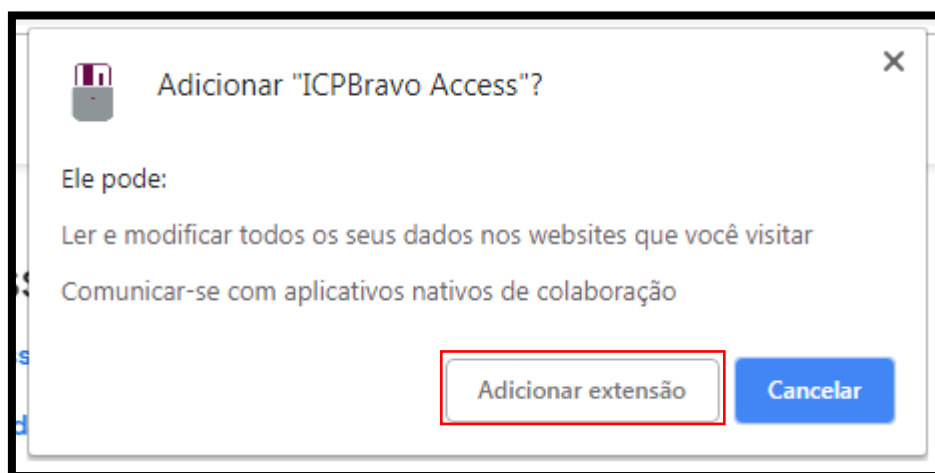 Adicionar "ICPBravo Access"?
Ele pode:
Ler e modificar todos os seus dados nos websites que você visitar
Comunicar-se com aplicativos nativos de colaboração
Adicionar extensão
Cancelar